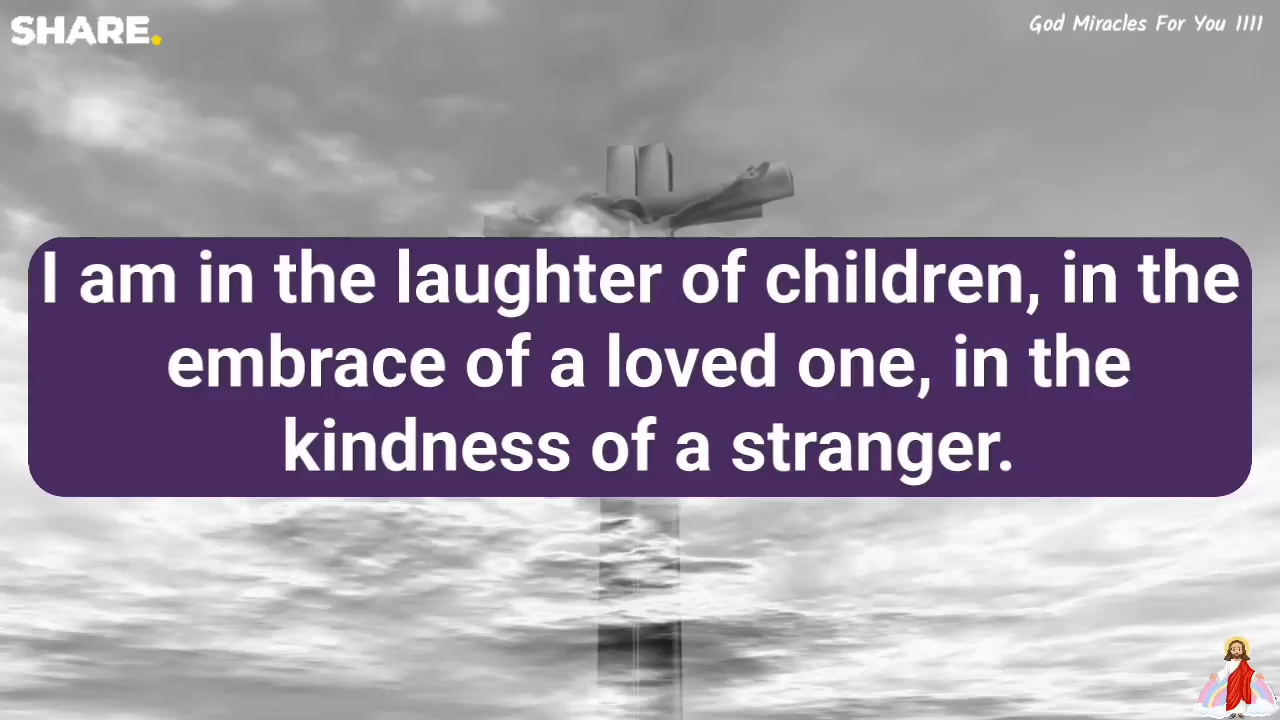 SHARE.
God Miracles For You 1111
I am in the laughter of children, in the
embrace of a loved one, in the
kindness of a stranger.